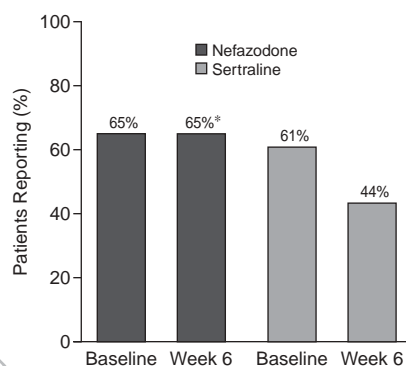 Patients Reporting (%)
100
80
60
40
20
0
Nefazodone
Sertraline
65%
65%*
61%
44%
Baseline Week 6 Baseline Week 6